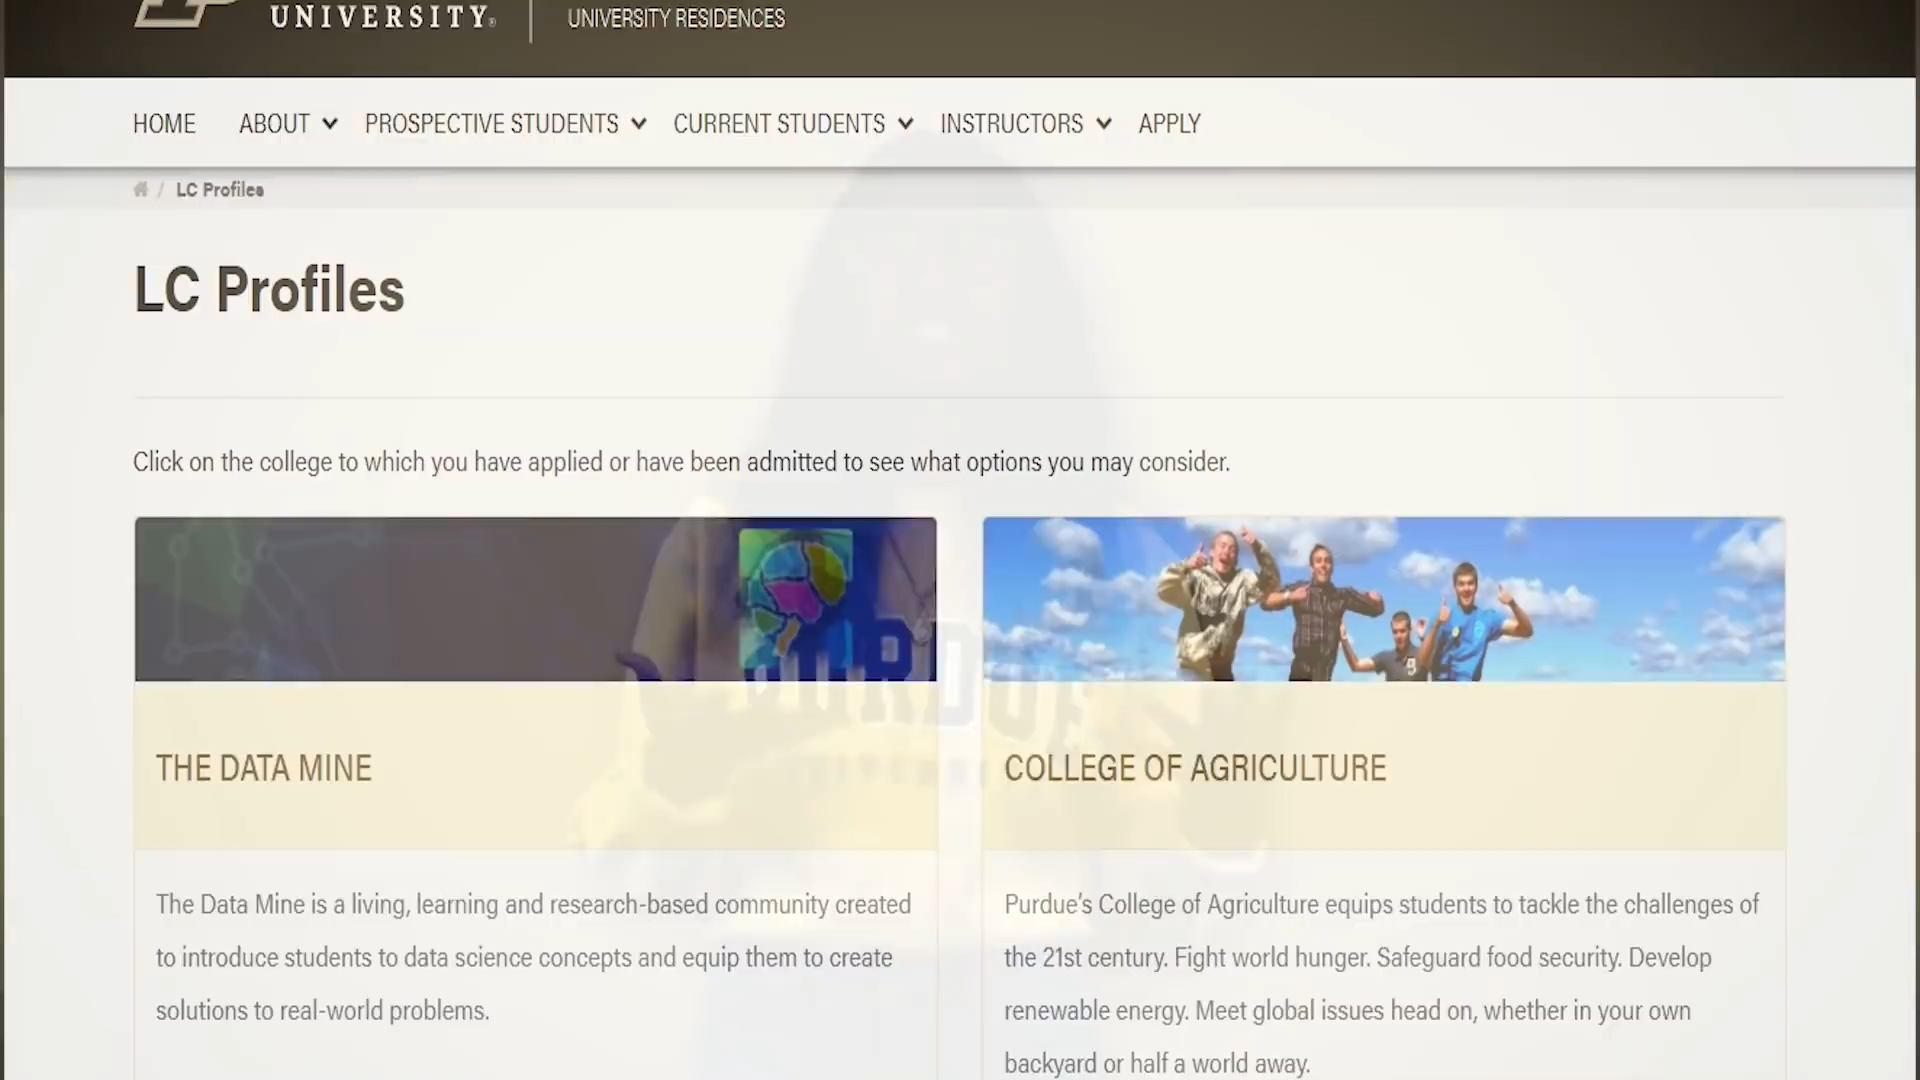 UNIVERSITY®
UNIVERSITY RESIDENCES
HOME ABOUT PROSPECTIVE STUDENTS CURRENT STUDENTS INSTRUCTORS APPLY
/ LC Profiles
LC Profiles
Click on the college to which you have applied or have been admitted to see what options you may consider.
PURDUE
THE DATA MINE
COLLEGE OF AGRICULTURE
The Data Mine is a living, learning and research-based community created
to introduce students to data science concepts and equip them to create
solutions to real-world problems.
Purdue's College of Agriculture equips students to tackle the challenges of
the 21st century. Fight world hunger. Safeguard food security. Develop
renewable energy. Meet global issues head on, whether in your own
backyard or half a world away.